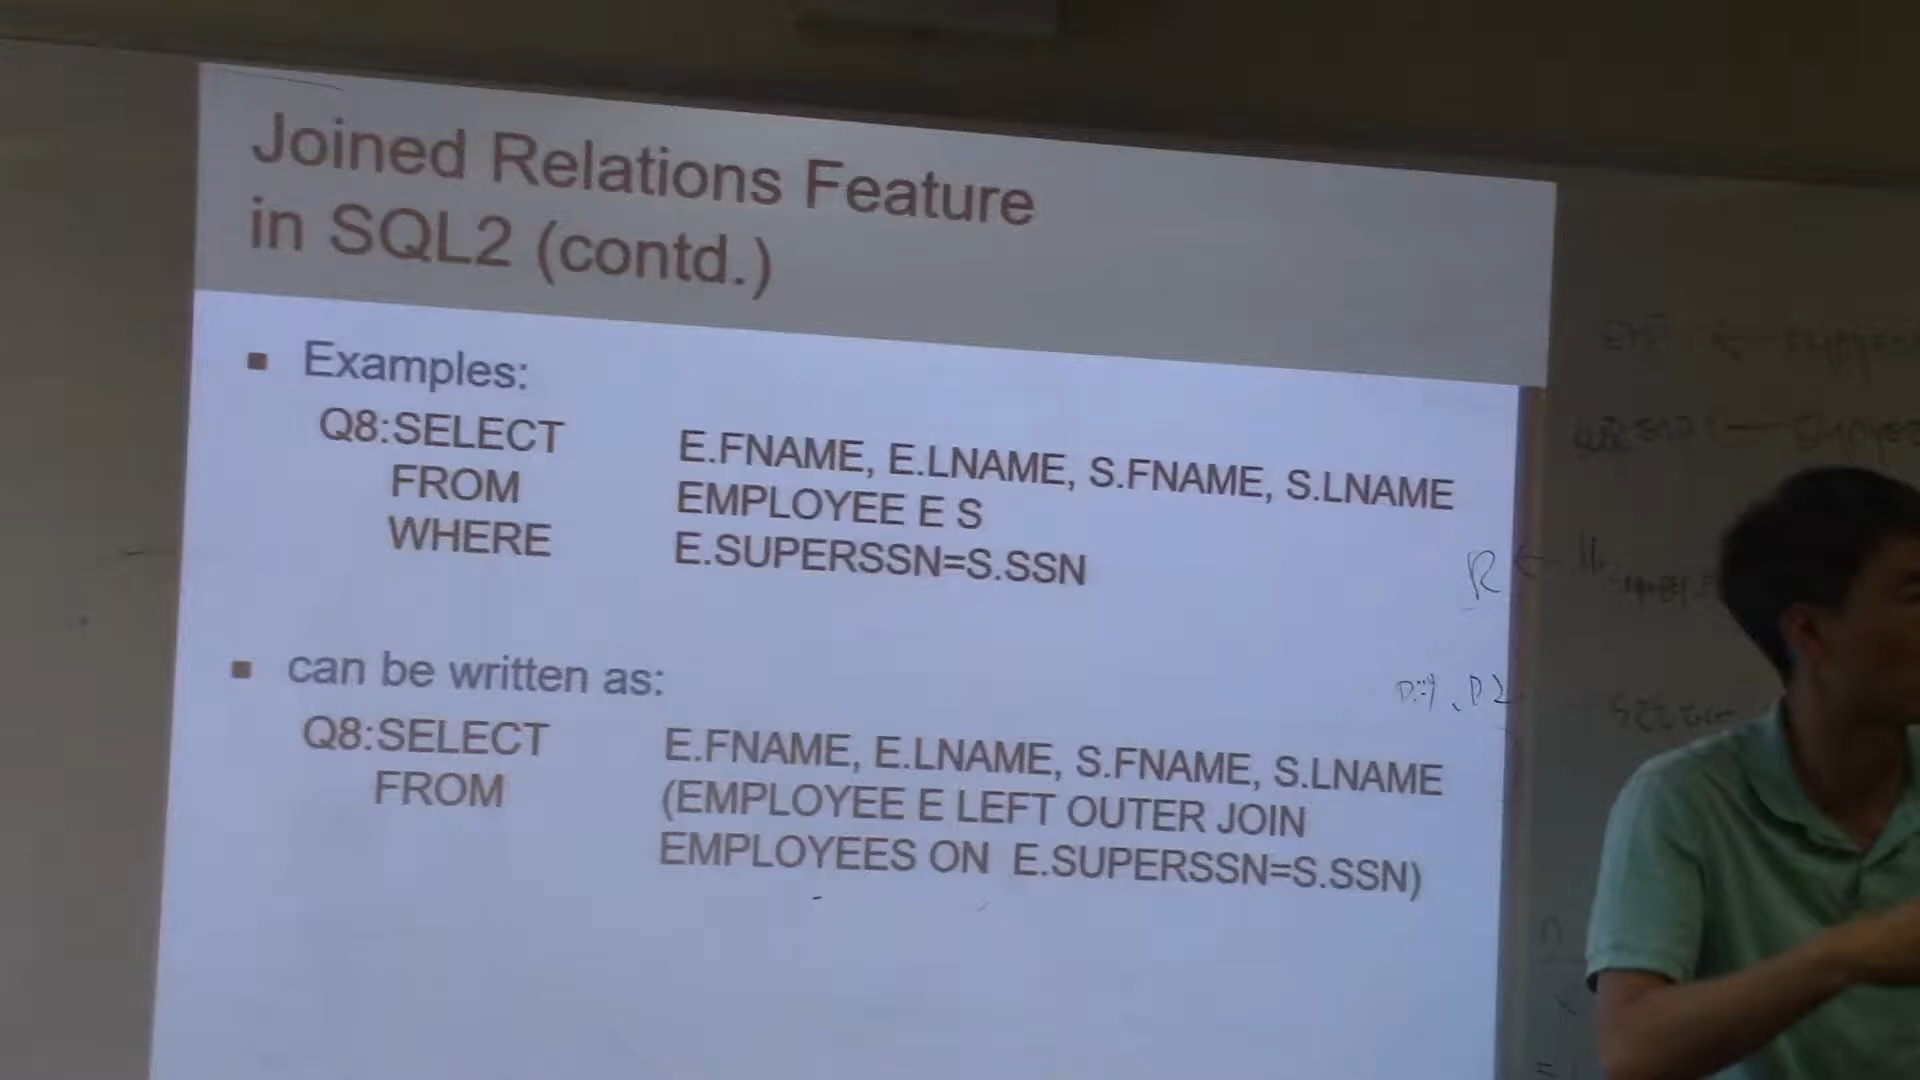 Joined Relations Feature
in SQL2 (contd.)
Examples:
Q8:SELECT E.FNAME, E.LNAME, S.FNAME, S.LNAME
FROM EMPLOYEE E S
WHERE E.SUPERSSN=S.SSN
can be written as:
Q8:SELECT E.FNAME, E.LNAME, S.FNAME, S.LNAME
FROM (EMPLOYEE E LEFT OUTER JOIN
EMPLOYEES ON E.SUPERSSN=S.SSN)
R ←